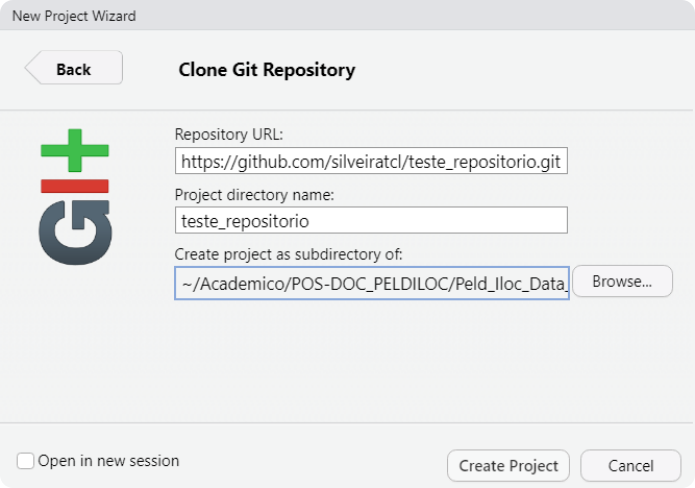 New Project Wizard
Back
Clone Git Repository
GIt
Repository URL:
https://github.com/silveiratcl/teste_repositorio.git
Project directory name:
teste_repositorio
Create project as subdirectory of:
~/Academico/POS-DOC_PELDILOC/Peld_Iloc_Data_
Browse...
Open in new session
Create Project
Cancel